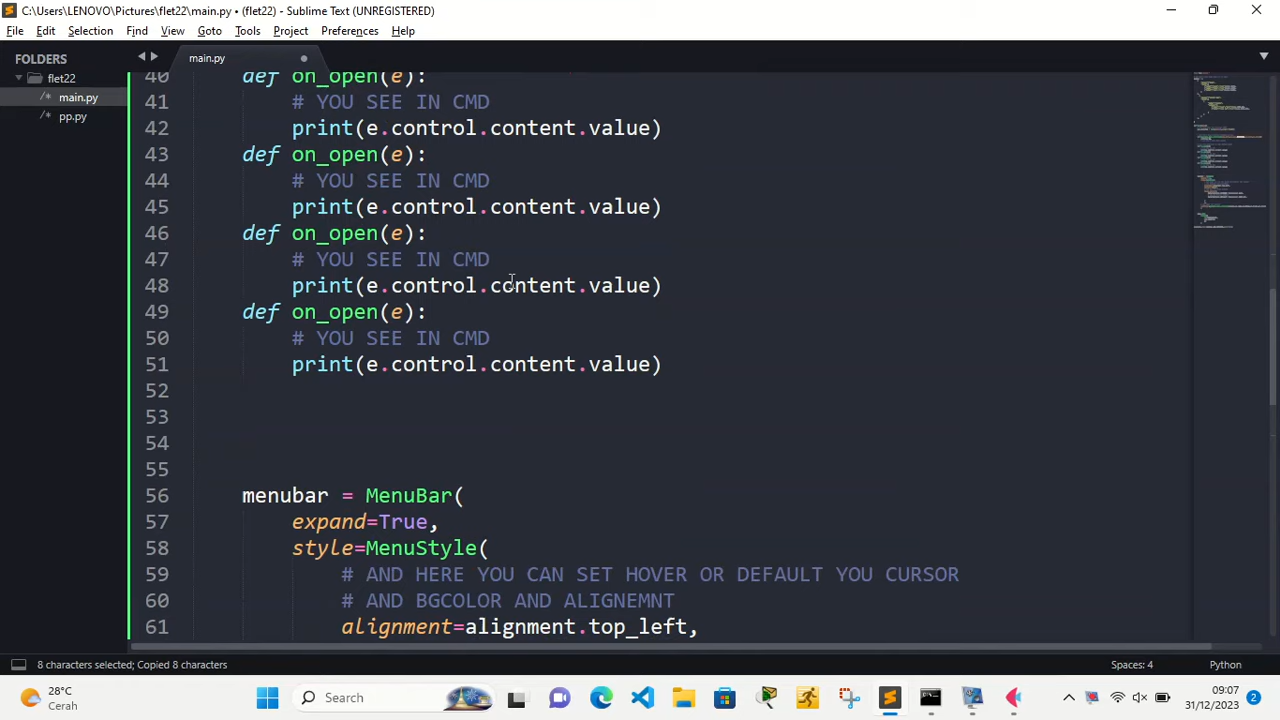 C:\Users\LENOVO\Pictures\flet22\main.py • (flet22) - Sublime Text (UNREGISTERED)
File Edit Selection Find View Goto Tools Project Preferences Help
FOLDERS
flet22
main.py
pp.py
main.py
40 def on_open(e):
41 # YOU SEE IN CMD
42 print(e.control.content.value)
43 def on_open(e):
44 # YOU SEE IN CMD
45 print(e.control.content.value)
46 def on_open(e):
47 # YOU SEE IN CMD
48 print(e.control.content.value)
49 def on_open(e):
50 # YOU SEE IN CMD
51 print(e.control.content.value)
52
53
54
55
56 menubar = MenuBar(
57 expand=True,
58 style=MenuStyle(
59 # AND HERE YOU CAN SET HOVER OR DEFAULT YOU CURSOR
60 # AND BGCOLOR AND ALIGNEMNT
61 alignment=alignment.top_left,
8 characters selected; Copied 8 characters
Spaces: 4
Python
28°C
Cerah
Search
09:07
31/12/2023
2